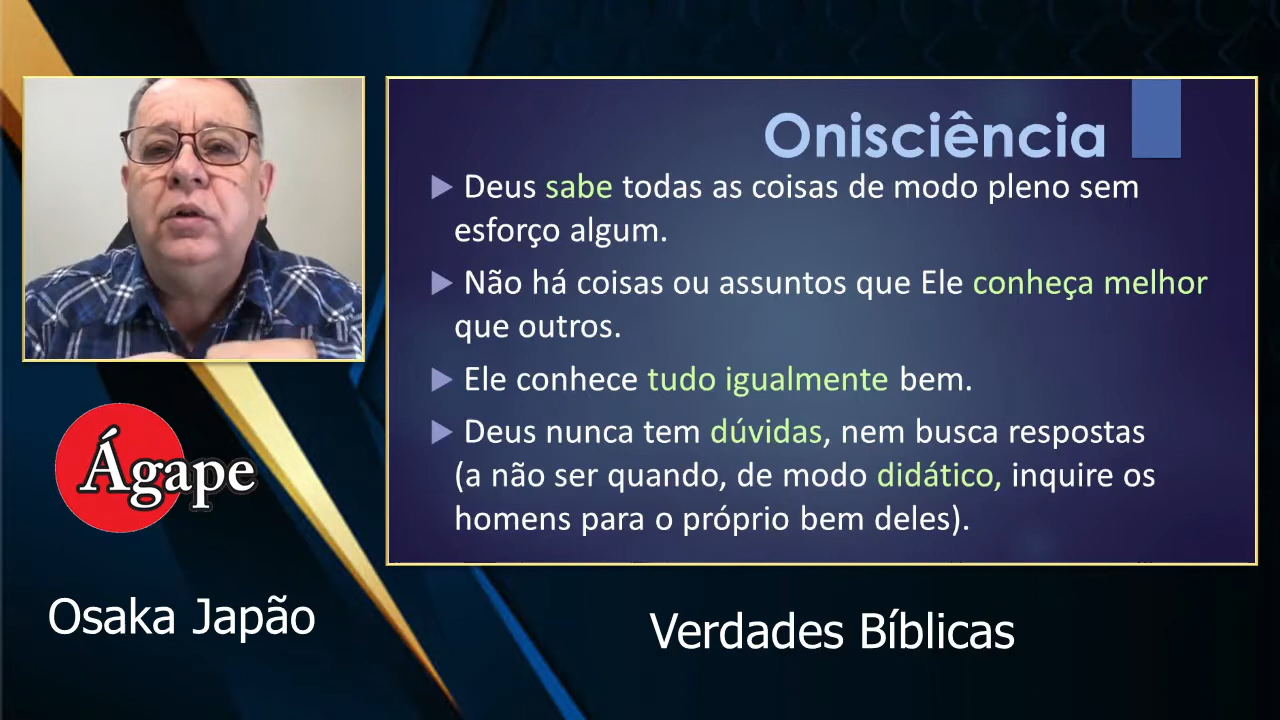 Onisciência
Deus sabe todas as coisas de modo pleno sem
esforço algum.
Não há coisas ou assuntos que Ele conheça melhor
que outros.
Ele conhece tudo igualmente bem.
Deus nunca tem dúvidas, nem busca respostas
(a não ser quando, de modo didático, inquire os
homens para o próprio bem deles).
Ágape
Osaka Japão
Verdades Bíblicas